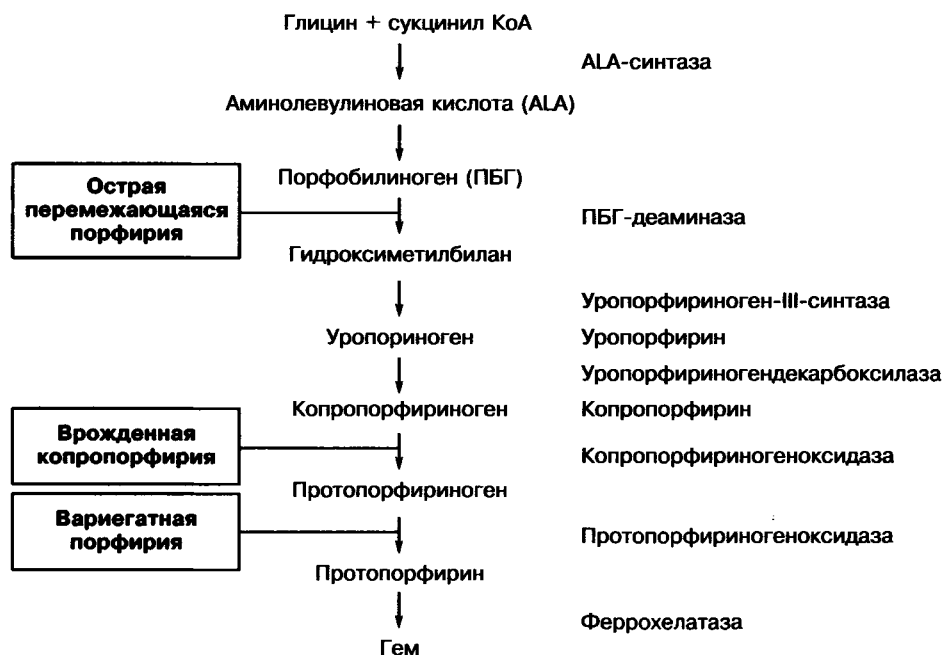 Глицин + сукцинил КоА
ALA-синтаза
Аминолевулиновая кислота (ALA)
Порфобилиноген (ПБГ)
Острая
перемежающаяся
порфирия
ПБГ-деаминаза
Гидроксиметилбилан
Уропорфириноген-III-синтаза
Уропориноген
Уропорфирин
Уропорфириногендекарбоксилаза
Копропорфириноген
Копропорфирин
Врожденная
копропорфирия
Копропорфириногеноксидаза
Протопорфириноген
Вариегатная
порфирия
Протопорфириногеноксидаза
Протопорфирин
Феррохелатаза
Гем